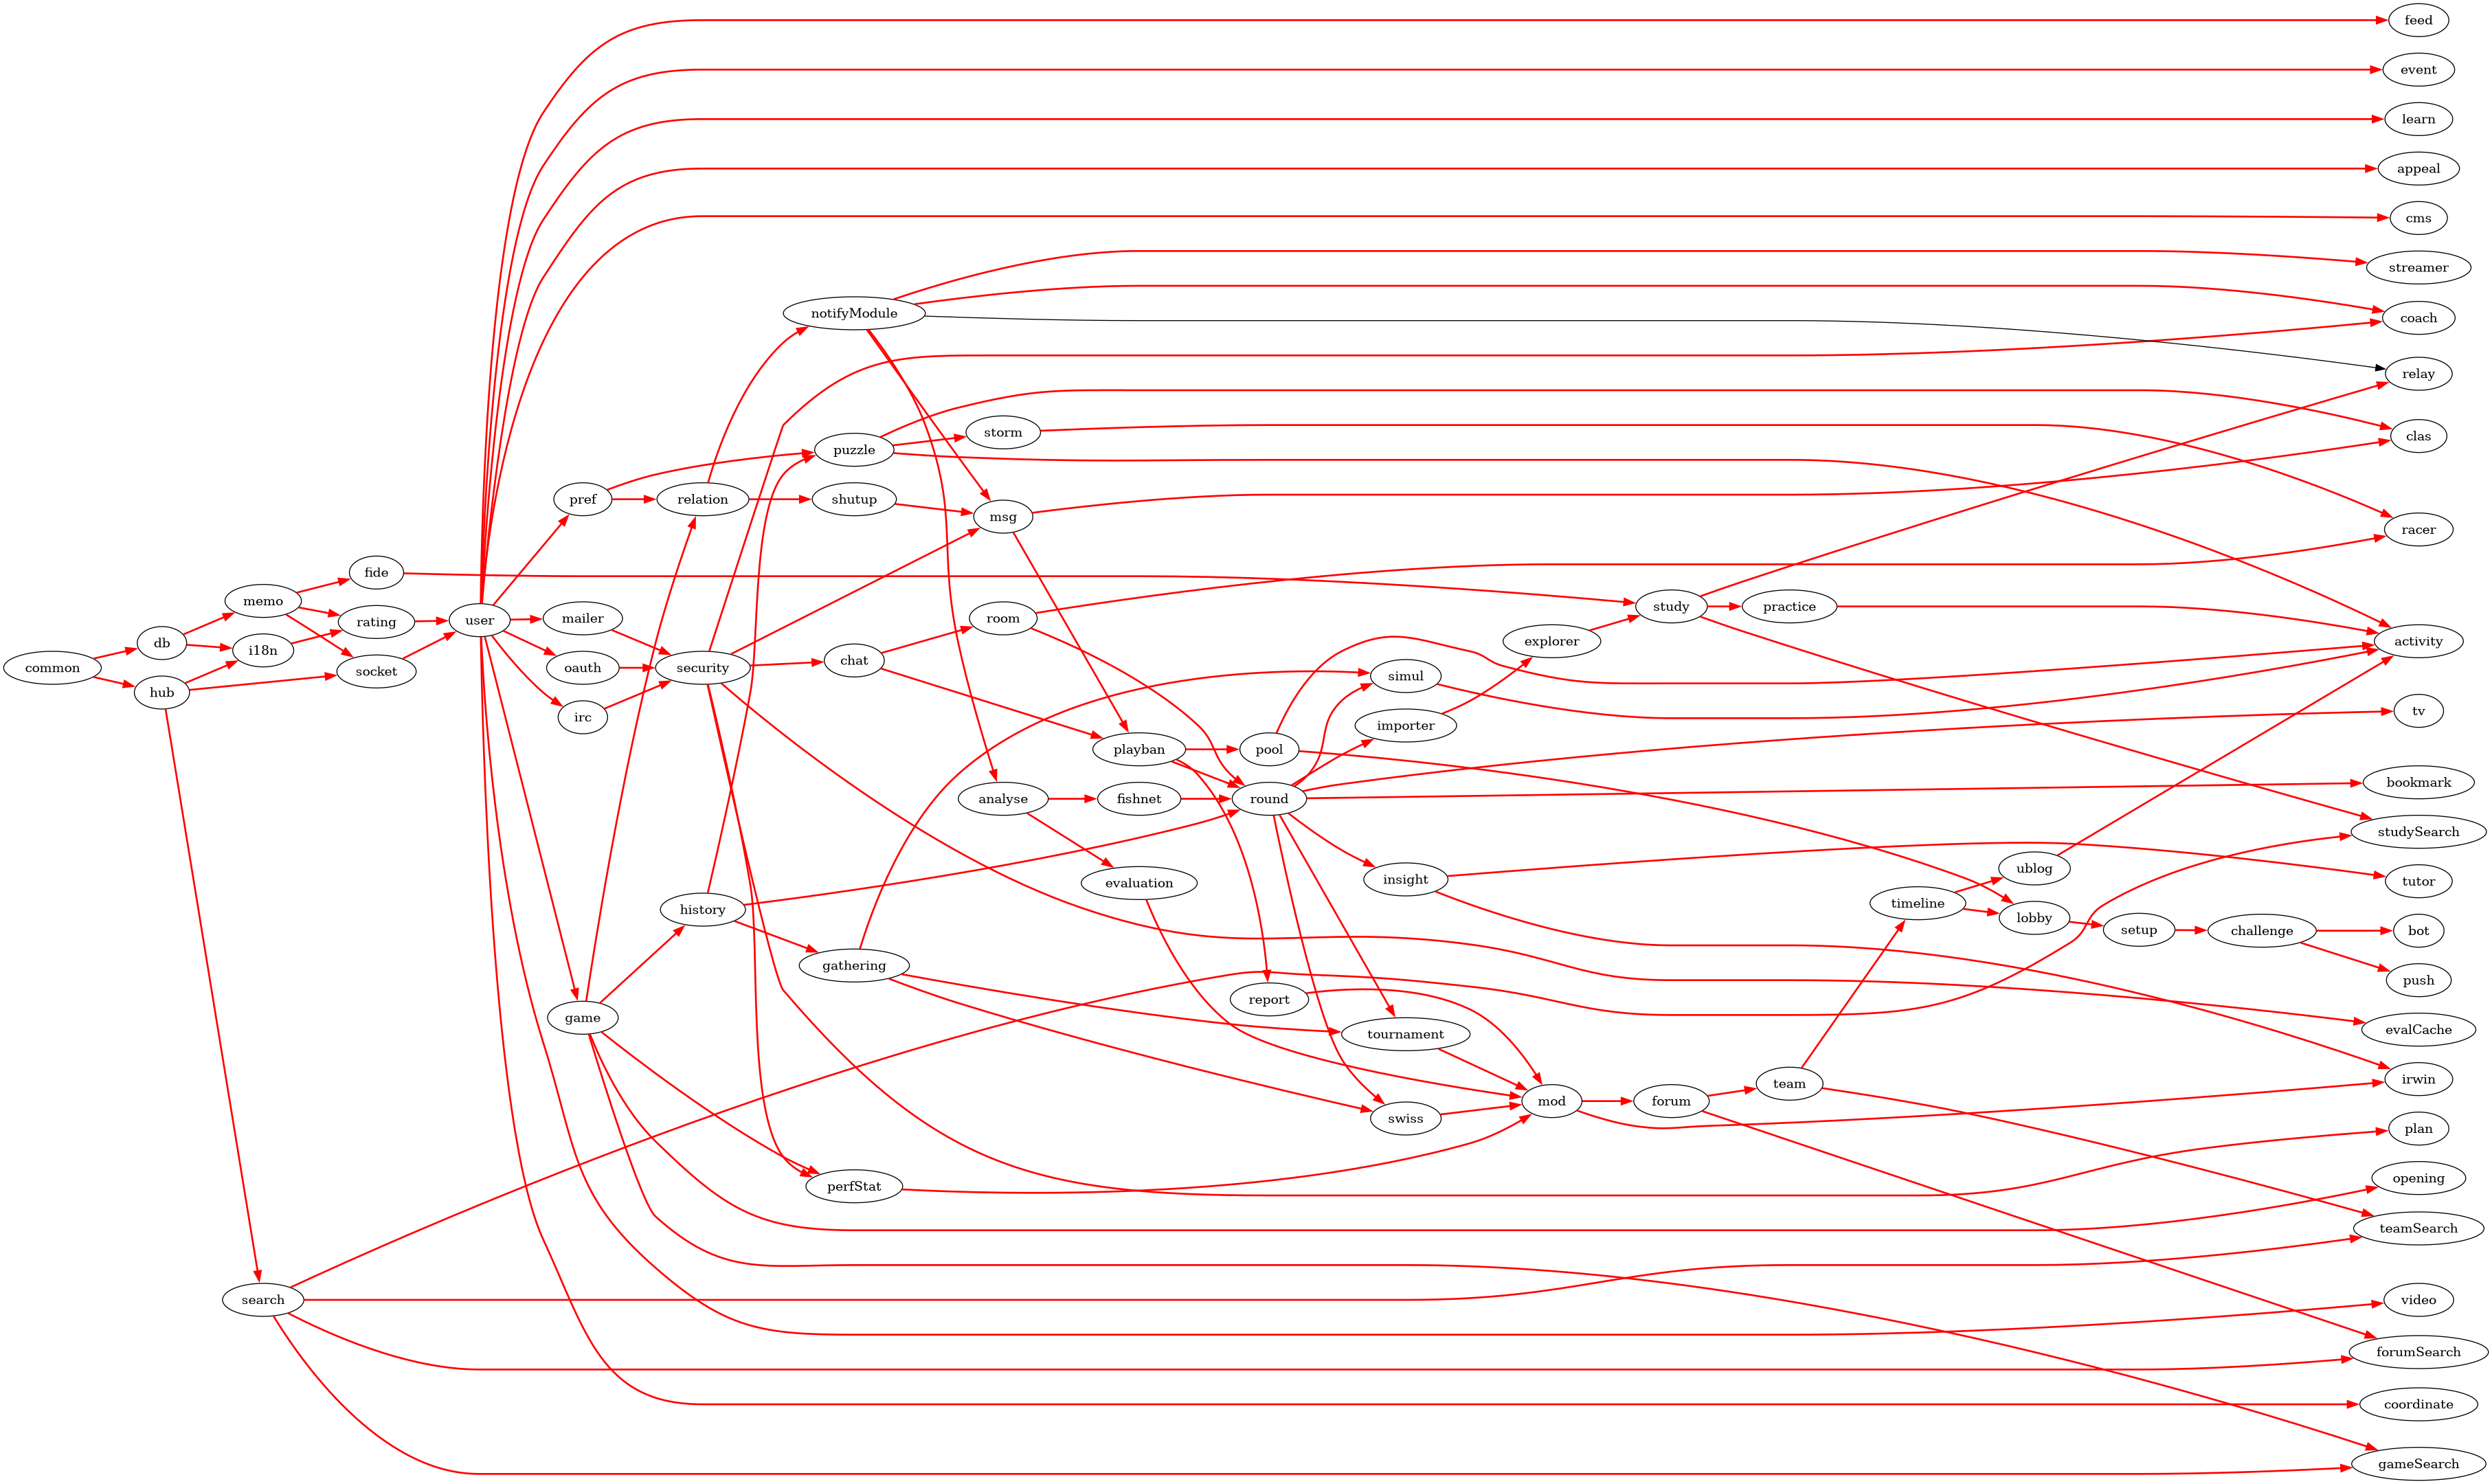 feed
event
learn
appeal
cms
streamer
notifyModule
coach
relay
storm
clas
puzzle
pref
relation
shutup
msg
racer
fide
memo
study
practice
room
mailer
rating
user
explorer
activity
db
i18n
chat
common
oauth
security
socket
simul
hub
tv
irc
importer
playban
pool
bookmark
analyse
fishnet
round
studySearch
ublog
insight
tutor
evaluation
timeline
history
lobby
setup
challenge
bot
gathering
push
report
game
evalCache
tournament
irwin
team
mod
forum
swiss
plan
opening
perfStat
teamSearch
search
video
forumSearch
coordinate
gameSearch